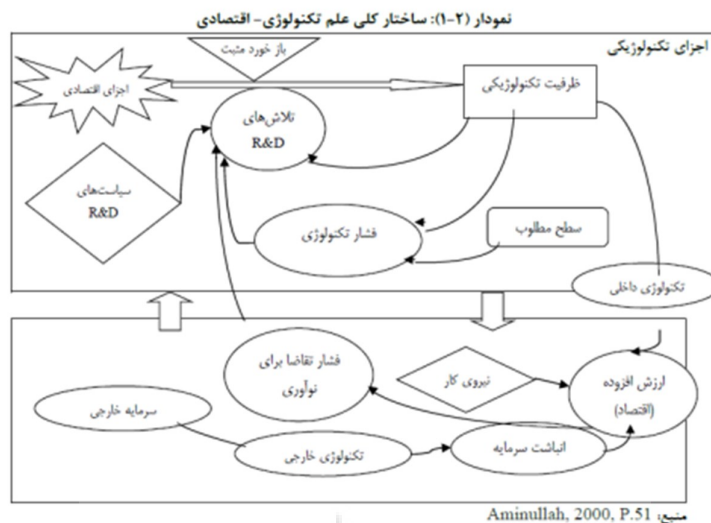 نمودار (۲-۱): ساختار کلی علم تکنولوژی- اقتصادی
اجزای تکنولوژیکی
باز خورد مثبت
اجزای اقتصادی
ظرفیت تکنولوژیکی
تلاش‌های
R&D
سیاست‌های
R&D
فشار تکنولوژی
سطح مطلوب
تکنولوژی داخلی
فشار تقاضا برای
نوآوری
نیروی کار
ارزش افزوده
(اقتصاد)
سرمایه خارجی
تکنولوژی خارجی
انباشت سرمایه
منبع: Aminullah, 2000, P.51